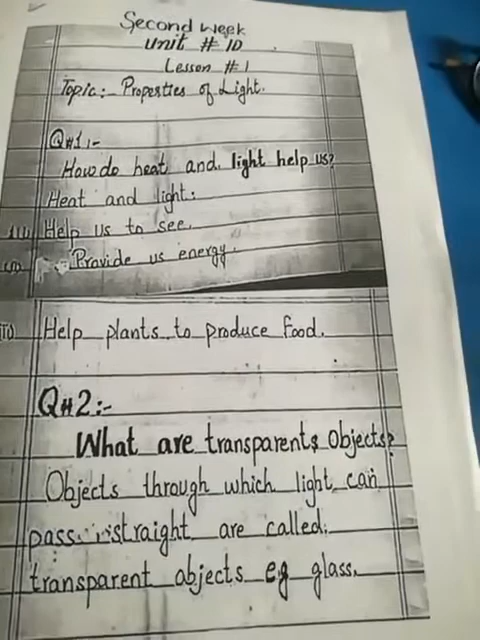 Second Week
Unit # 10
Lesson # 1
Topic:- Properties of Light.
Q#1:-
How do heat and light help us?
Heat and light:
Help us to see.
Provide us energy.
Help plants to produce food.
Q#2:-
What are transparents Objects?
Objects through which light can
pass straight are called
transparent objects e.g glass.